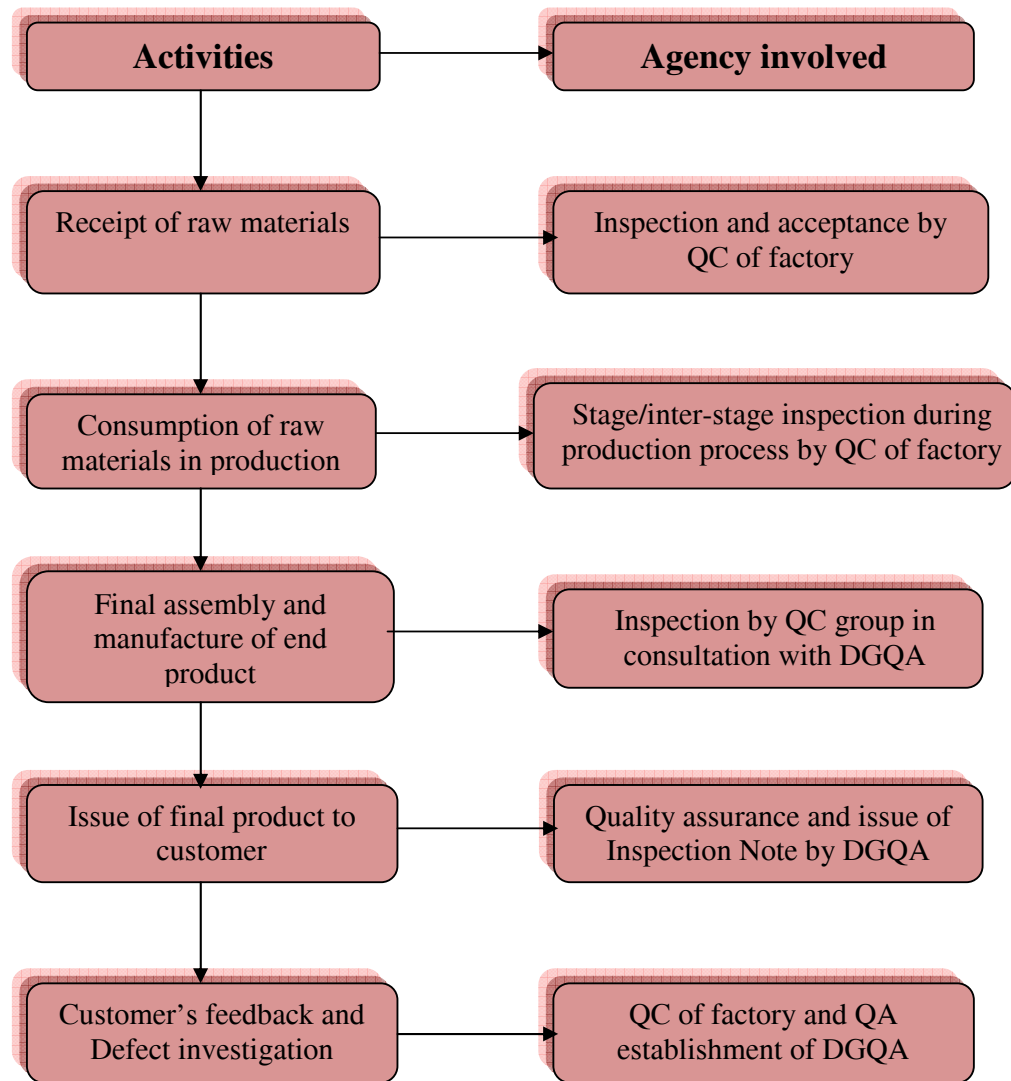 Activities
Agency involved
Receipt of raw materials
Inspection and acceptance by
QC of factory
Consumption of raw
materials in production
Stage/inter-stage inspection during
production process by QC of factory
Final assembly and
manufacture of end
product
Inspection by QC group in
consultation with DGQA
Issue of final product to
customer
Quality assurance and issue of
Inspection Note by DGQA
Customer’s feedback and
Defect investigation
QC of factory and QA
establishment of DGQA